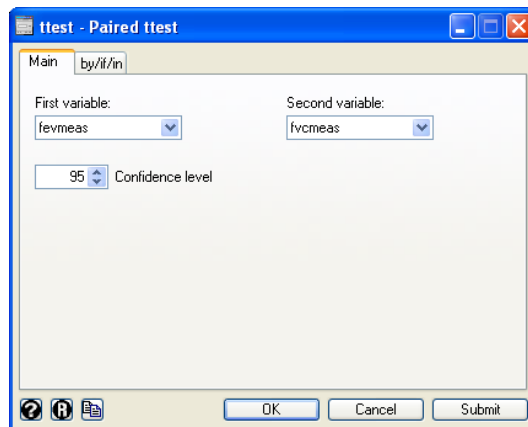 ttest - Paired ttest
Main by/if/in
First variable: Second variable:
fevmeas fvcmeas
95 Confidence level
? R
OK Cancel Submit